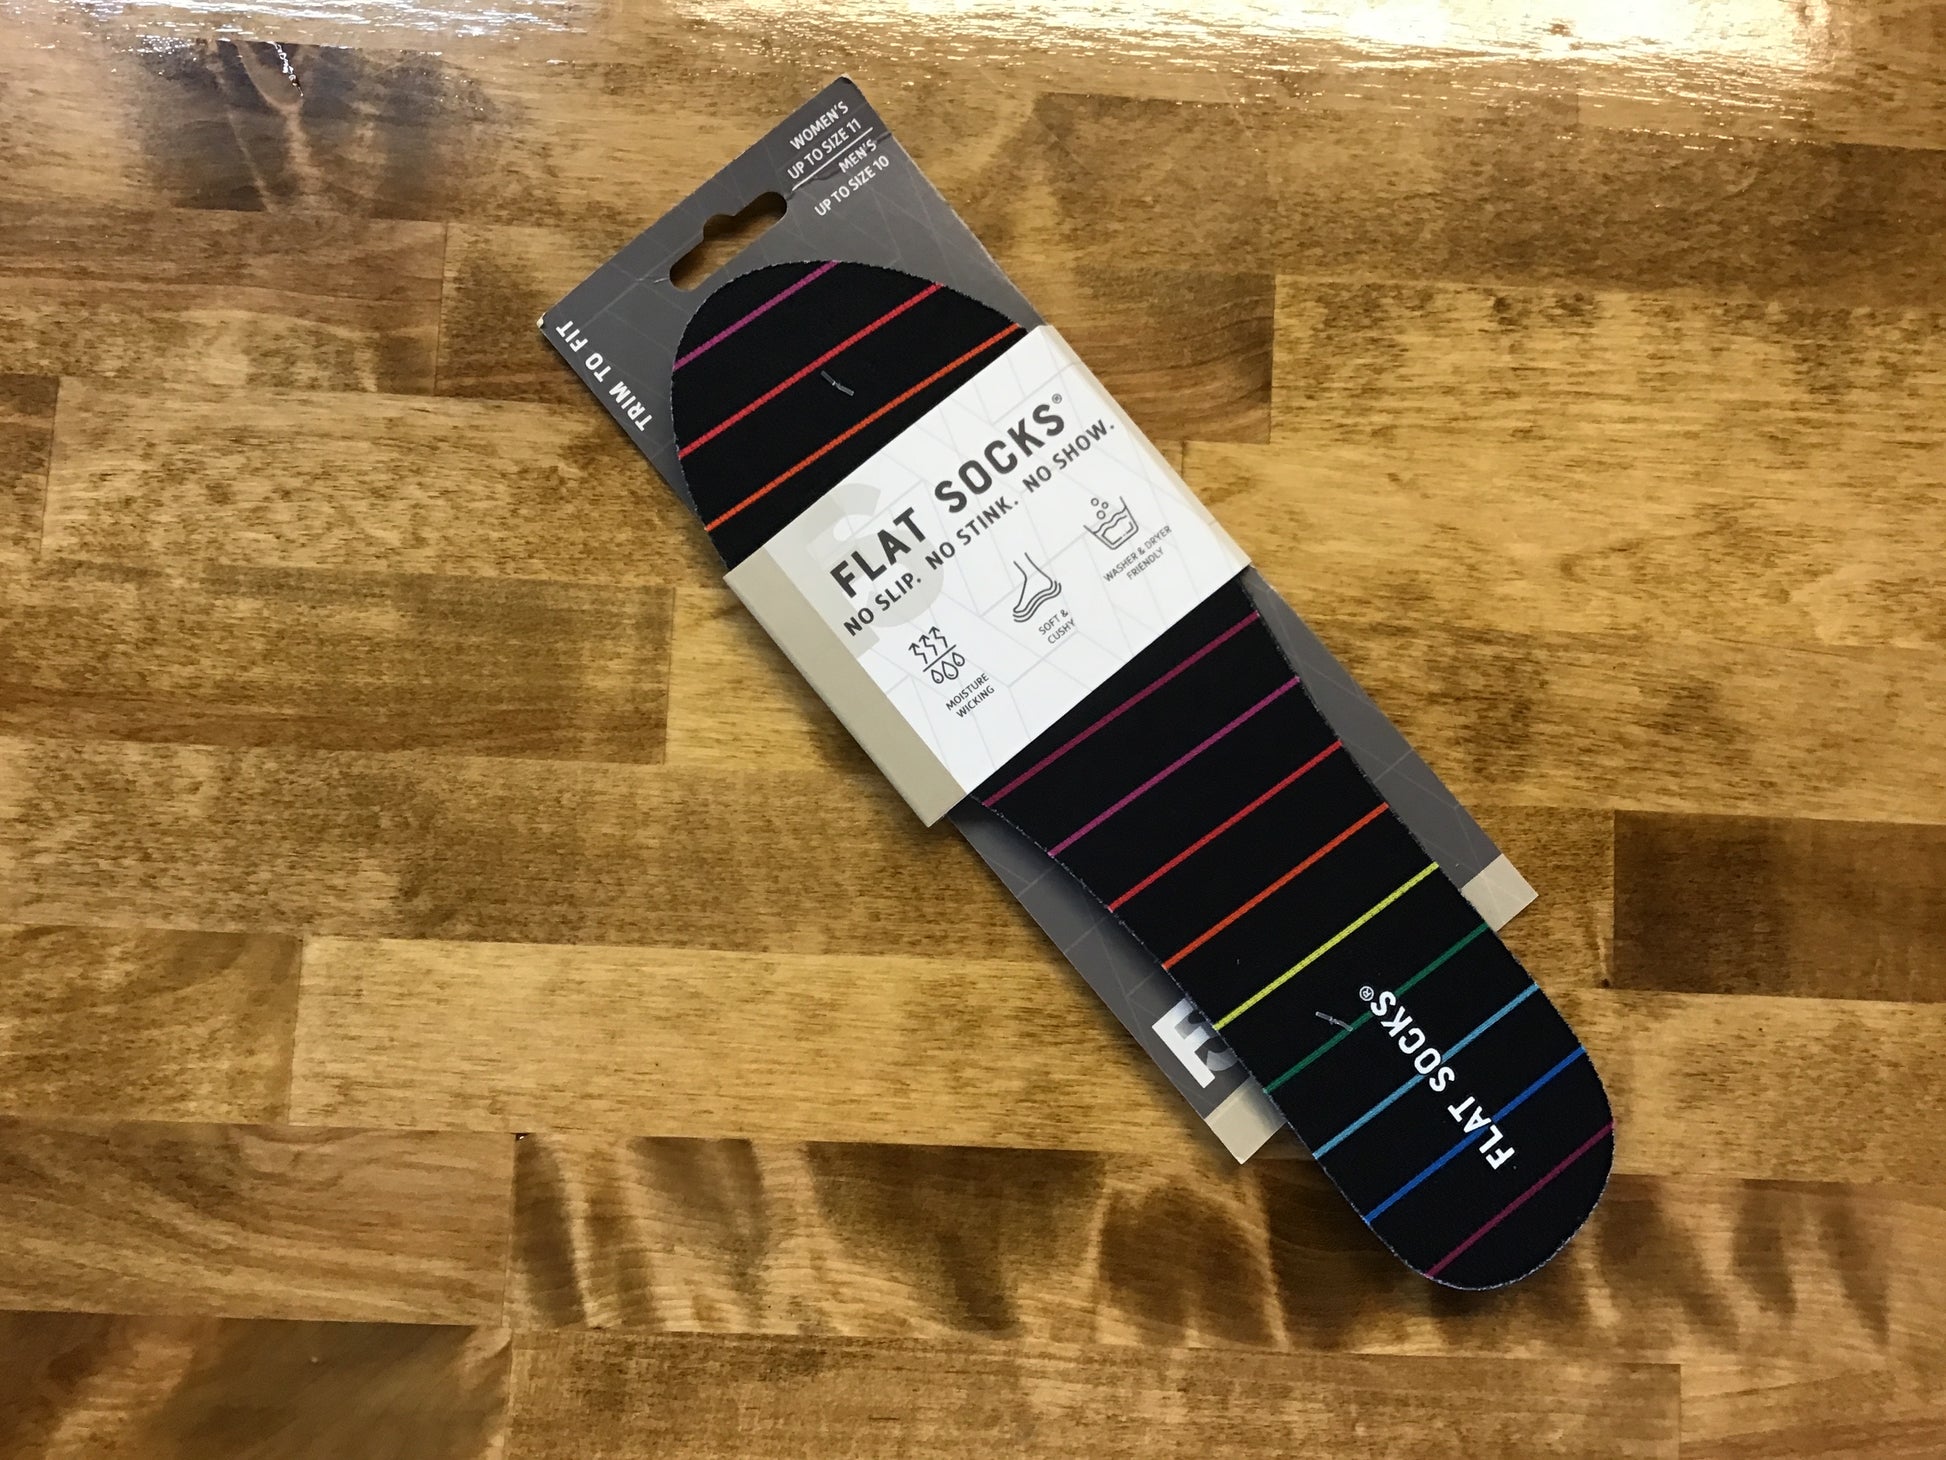 WOMEN'S
UP TO SIZE 11
MEN'S
UP TO SIZE 10
TRIM TO FIT
FLAT SOCKS®
NO SLIP. NO STINK. NO SHOW.
MOISTURE
WICKING
SOFT &
CUSHY
WASHER & DRYER
FRIENDLY
FLAT SOCKS®